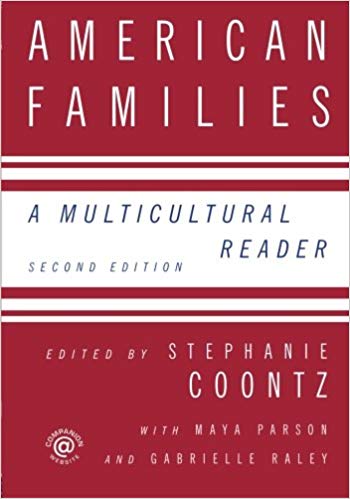 AMERICAN
FAMILIES
A MULTICULTURAL
READER
SECOND EDITION
EDITED BY STEPHANIE
COONTZ
WITH MAYA PARSON
AND GABRIELLE RALEY
COMPANION
@
WEBSITE